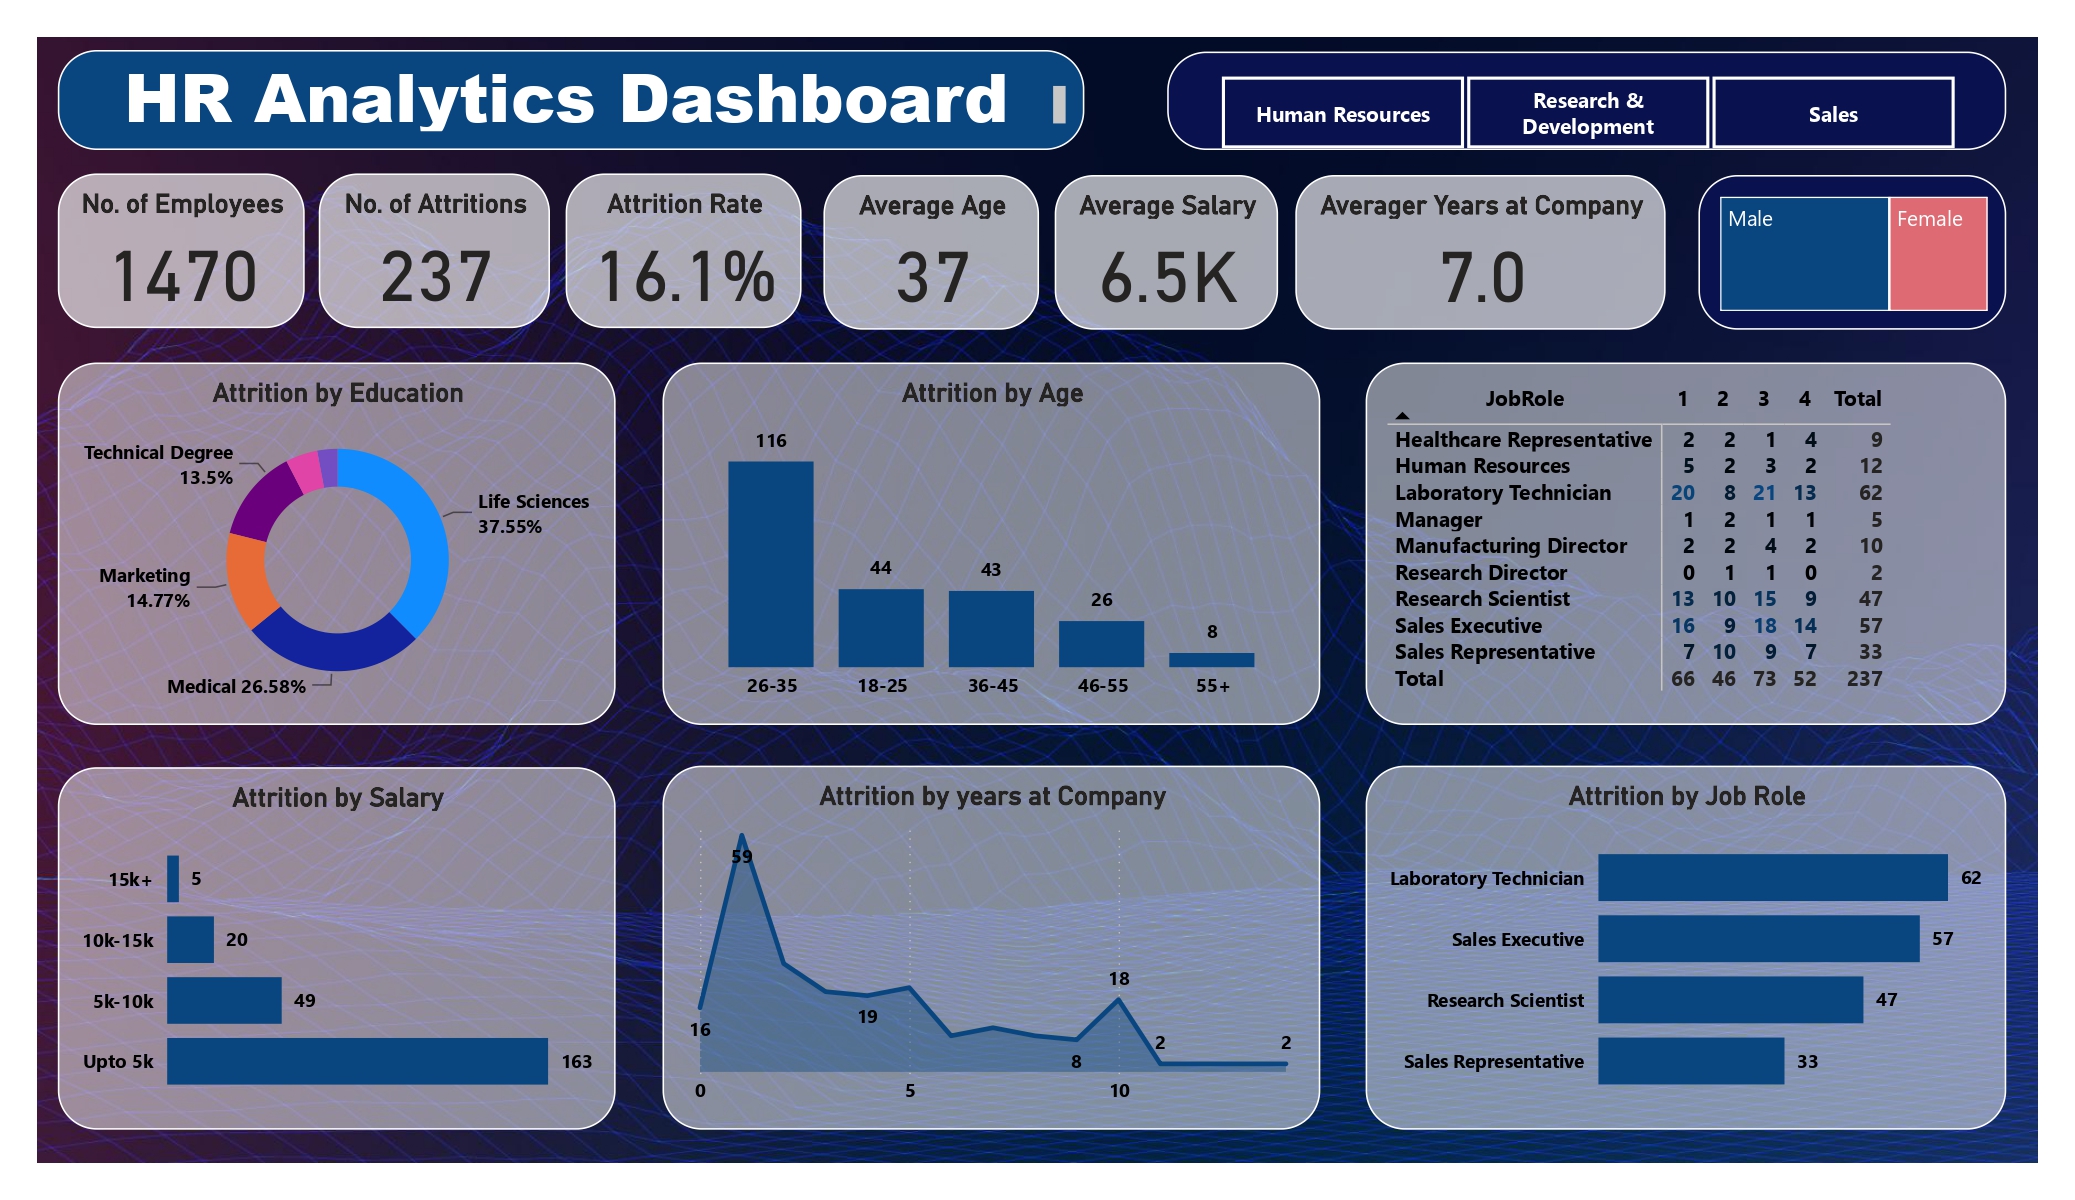 HR Analytics Dashboard
Human Resources
Research &
Development
Sales
No. of Employees
1470
No. of Attritions
237
Attrition Rate
16.1%
Average Age
37
Average Salary
6.5K
Averager Years at Company
7.0
Male
Female
Attrition by Education
Technical Degree
13.5%
Life Sciences
37.55%
Marketing
14.77%
Medical 26.58%
Attrition by Age
116
44
43
26
8
26-35 18-25 36-45 46-55 55+
JobRole 1 2 3 4 Total
Healthcare Representative 2 2 1 4 9
Human Resources 5 2 3 2 12
Laboratory Technician 20 8 21 13 62
Manager 1 2 1 1 5
Manufacturing Director 2 2 4 2 10
Research Director 0 1 1 0 2
Research Scientist 13 10 15 9 47
Sales Executive 16 9 18 14 57
Sales Representative 7 10 9 7 33
Total 66 46 73 52 237
Attrition by Salary
15k+ 5
10k-15k 20
5k-10k 49
Upto 5k 163
Attrition by years at Company
59
18
19
16
2
2
8
0 5 10
Attrition by Job Role
Laboratory Technician 62
Sales Executive 57
Research Scientist 47
Sales Representative 33